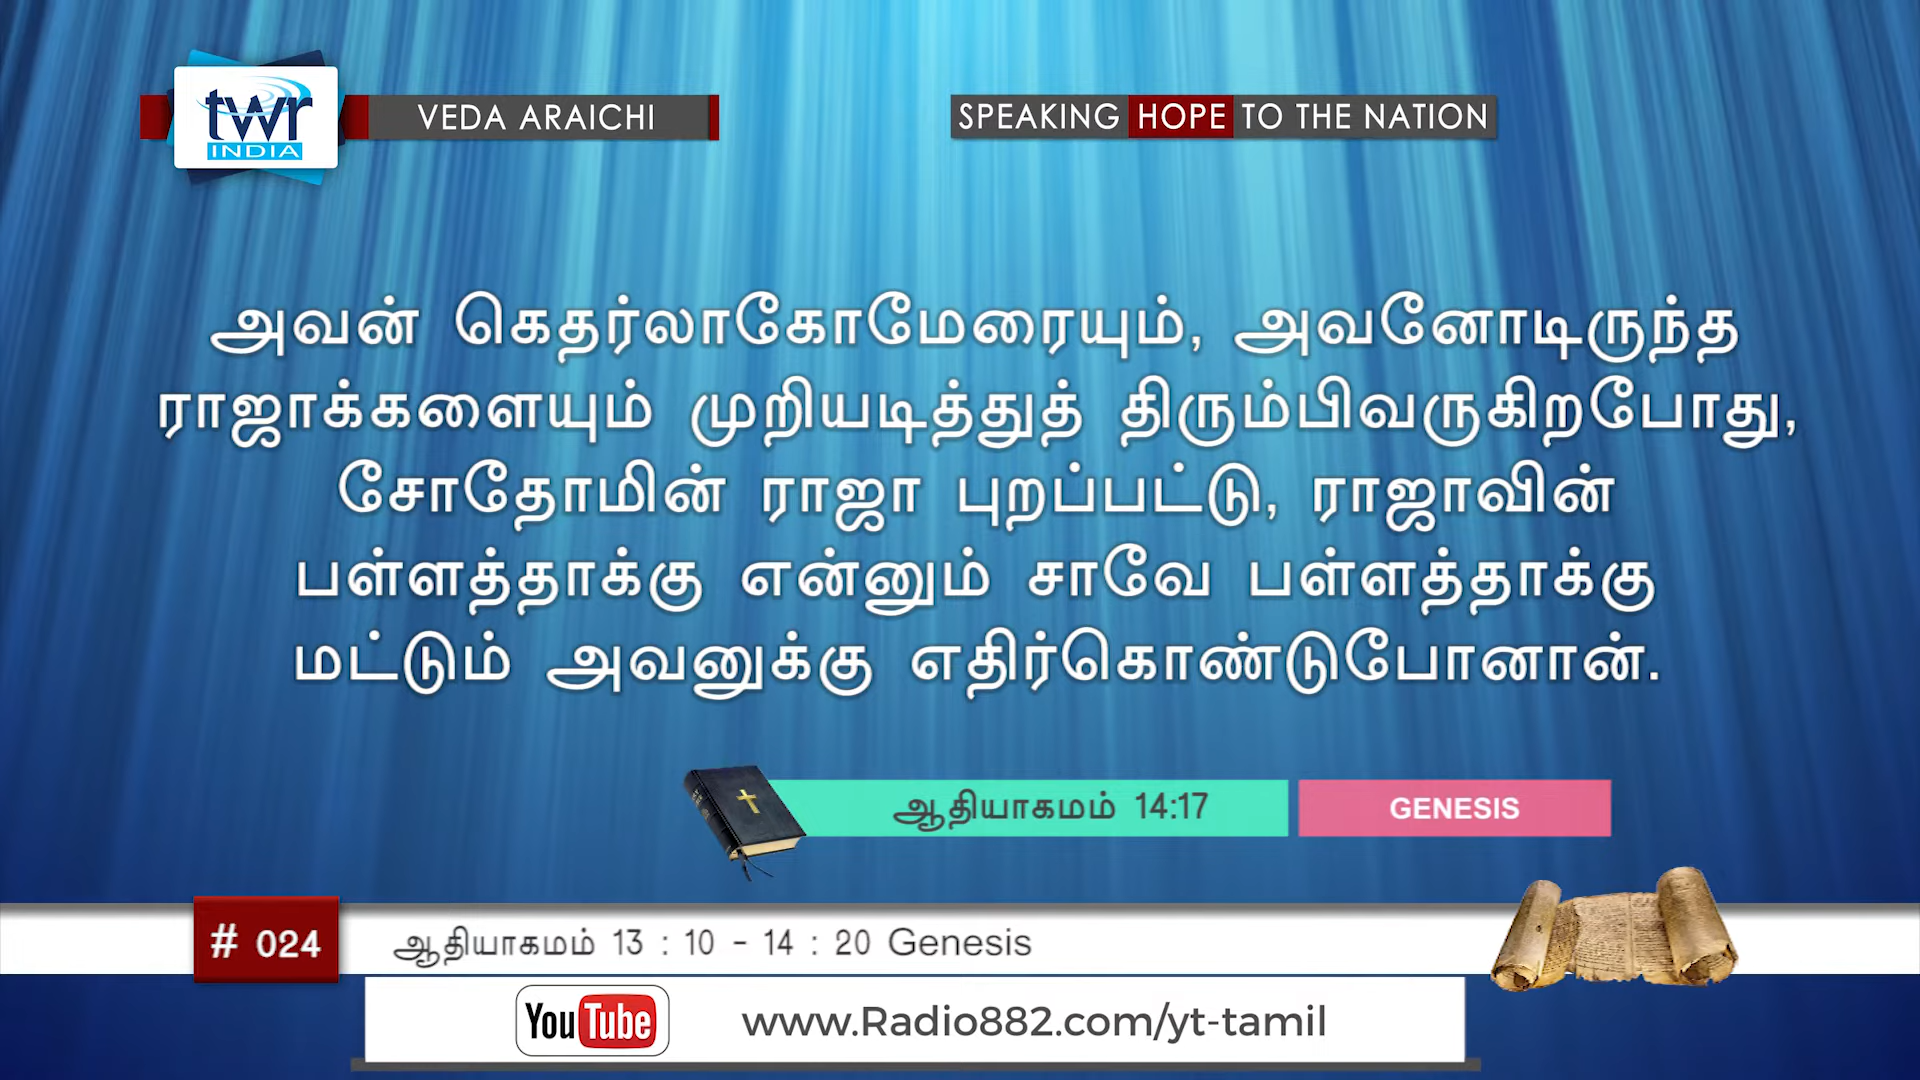 twr
INDIA
VEDA ARAICHI
SPEAKING HOPE TO THE NATION
அவன் கெதர்லாகோமேரையும், அவனோடிருந்த
ராஜாக்களையும் முறியடித்துத் திரும்பிவருகிறபோது,
சோதோமின் ராஜா புறப்பட்டு, ராஜாவின்
பள்ளத்தாக்கு என்னும் சாவே பள்ளத்தாக்கு
மட்டும் அவனுக்கு எதிர்கொண்டுபோனான்.
ஆதியாகமம் 14:17
GENESIS
# 024
ஆதியாகமம் 13 : 10 - 14 : 20 Genesis
YouTube
www.Radio882.com/yt-tamil